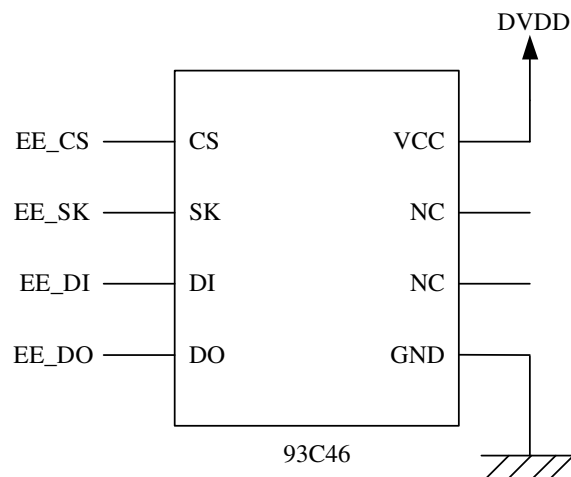 DVDD
EE_CS CS VCC
EE_SK SK NC
EE_DI DI NC
EE_DO DO GND
93C46